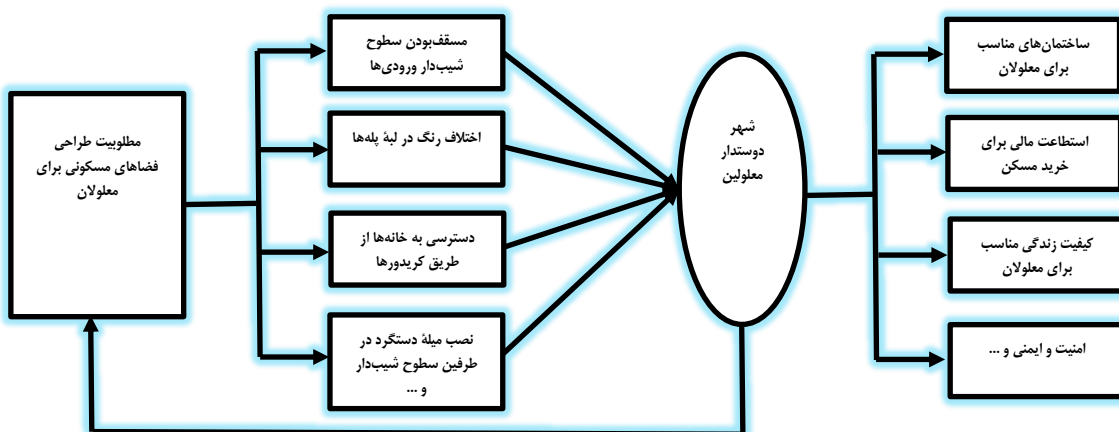 مطلوبیت طراحی
فضاهای مسکونی برای
معلولان
مسقف‌بودن سطوح
شیب‌دار ورودی‌ها
اختلاف رنگ در لبهٔ پله‌ها
دسترسی به خانه‌ها از
طریق کریدورها
نصب میلهٔ دستگرد در
طرفین سطوح شیب‌دار
و ...
شهر
دوستدار
معلولین
ساختمان‌های مناسب
برای معلولان
استطاعت مالی برای
خرید مسکن
کیفیت زندگی مناسب
برای معلولان
امنیت و ایمنی و ...